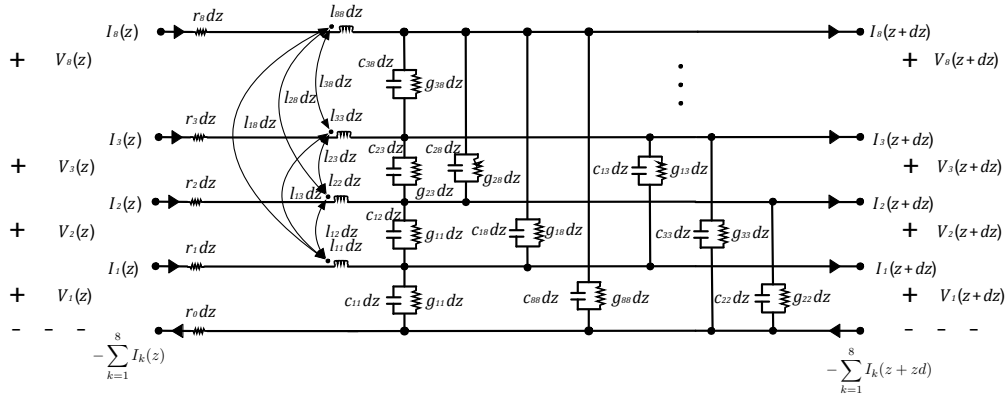 I₈(z) r₈dz l₈₈dz I₈(z+dz)
+ V₈(z) c₃₈dz g₃₈dz l₃₈dz l₂₈dz l₁₈dz + V₈(z+dz)
I₃(z) r₃dz l₃₃dz I₃(z+dz)
+ V₃(z) l₂₃dz c₂₃dz g₂₃dz c₂₈dz g₂₈dz c₁₃dz g₁₃dz + V₃(z+dz)
I₂(z) r₂dz l₁₃dz l₂₂dz I₂(z+dz)
+ V₂(z) l₁₂dz c₁₂dz g₁₁dz c₁₈dz g₁₈dz c₃₃dz g₃₃dz + V₂(z+dz)
I₁(z) r₁dz l₁₁dz I₁(z+dz)
+ V₁(z) c₁₁dz g₁₁dz c₈₈dz g₈₈dz c₂₂dz g₂₂dz + V₁(z+dz)
- - - r₀dz - - -
-∑_{k=1}^{8} I_k(z) -∑_{k=1}^{8} I_k(z+zd)